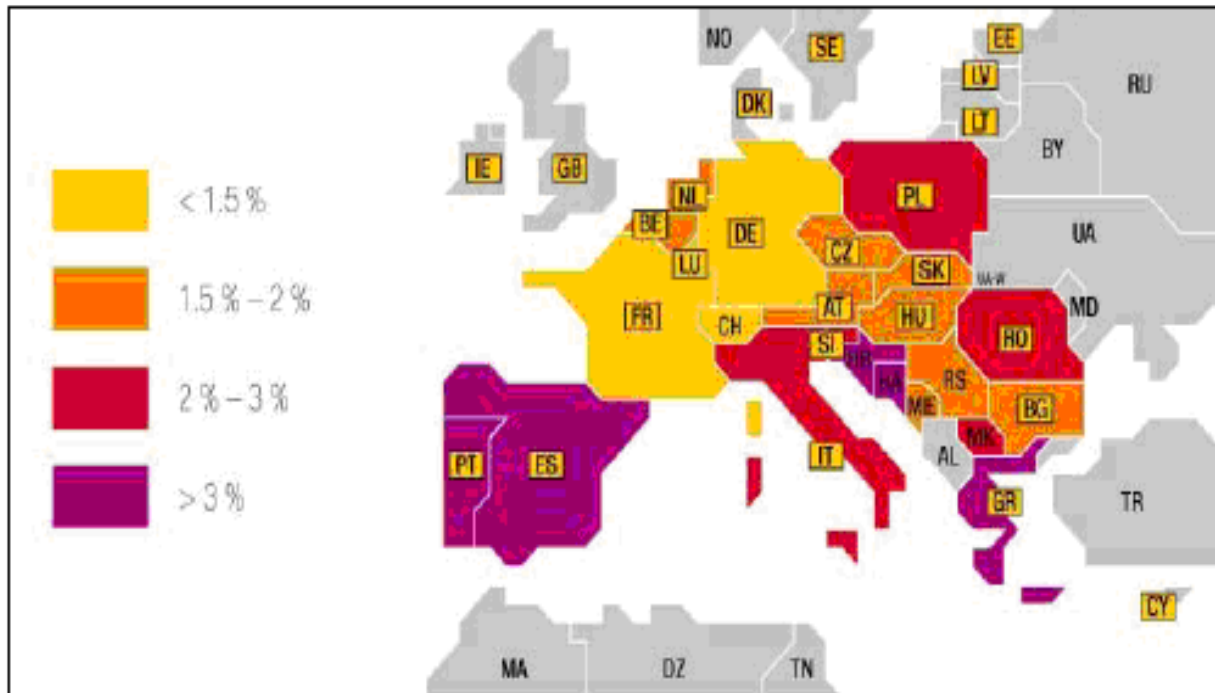 NO
SE
EE
LV
RU
DK
LT
BY
IE
GB
< 1.5 %
NL
PL
BE
DE
UA
LU
CZ
SK
UA-W
1.5 % – 2 %
FR
CH
AT
HU
MD
RO
SI
HR
BA
RS
2 % – 3 %
ME
BG
MK
AL
PT
ES
IT
GR
TR
> 3 %
CY
MA
DZ
TN